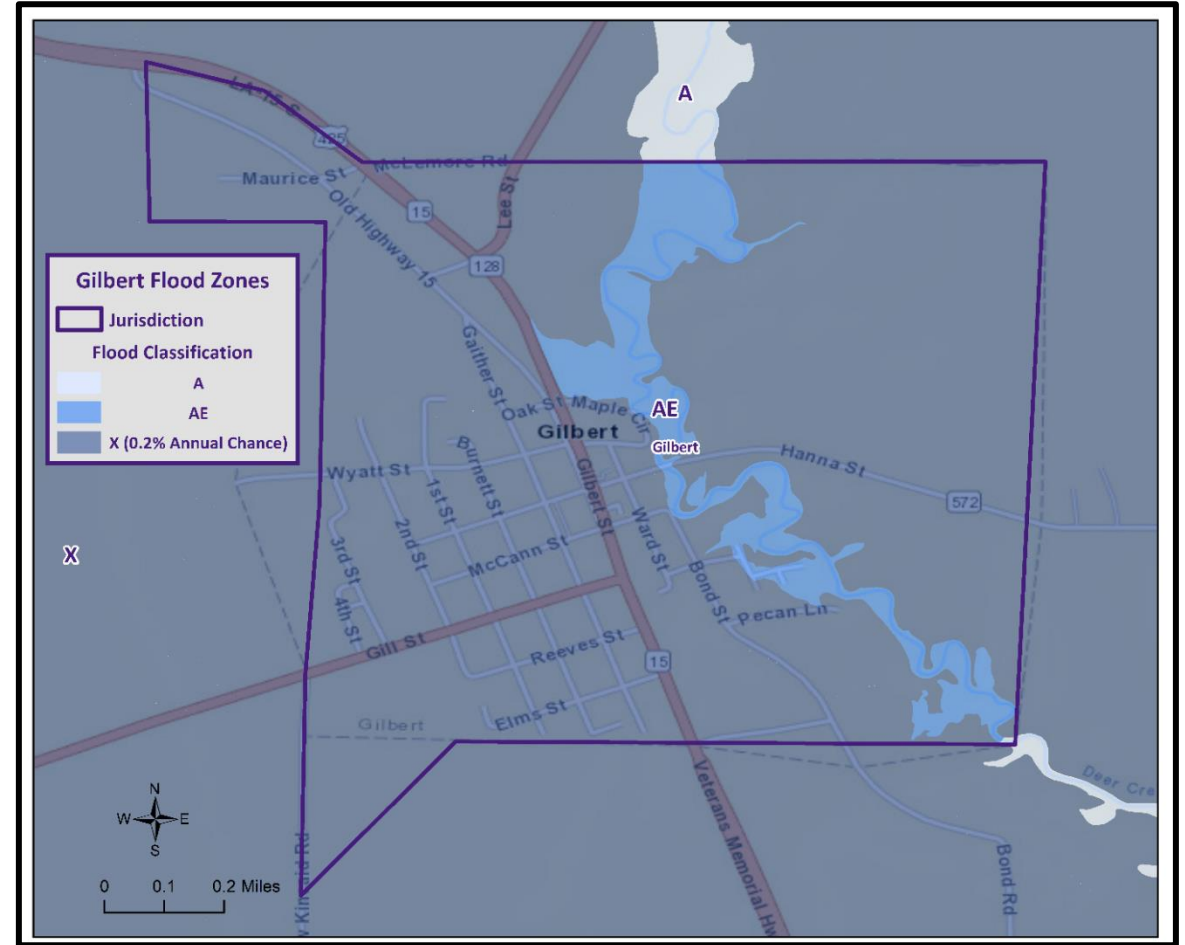 A
LA-15 S
425
McLemore Rd
Maurice St
15
Lee St
Old Highway 15
128
Gilbert Flood Zones
Jurisdiction
Flood Classification
A
AE
X (0.2% Annual Chance)
Gaither St
Oak St
Maple Cir
AE
Gilbert
Gilbert
Burnett St
Wyatt St
Hanna St
572
1st St
2nd St
3rd St
4th St
Gilbert St
Ward St
McCann St
X
Bond St
Pecan Ln
Gill St
Reeves St
15
Elms St
Gilbert
Deer Cre
N
W
E
S
0 0.1 0.2 Miles
Veterans Memorial Hw
Bond Rd